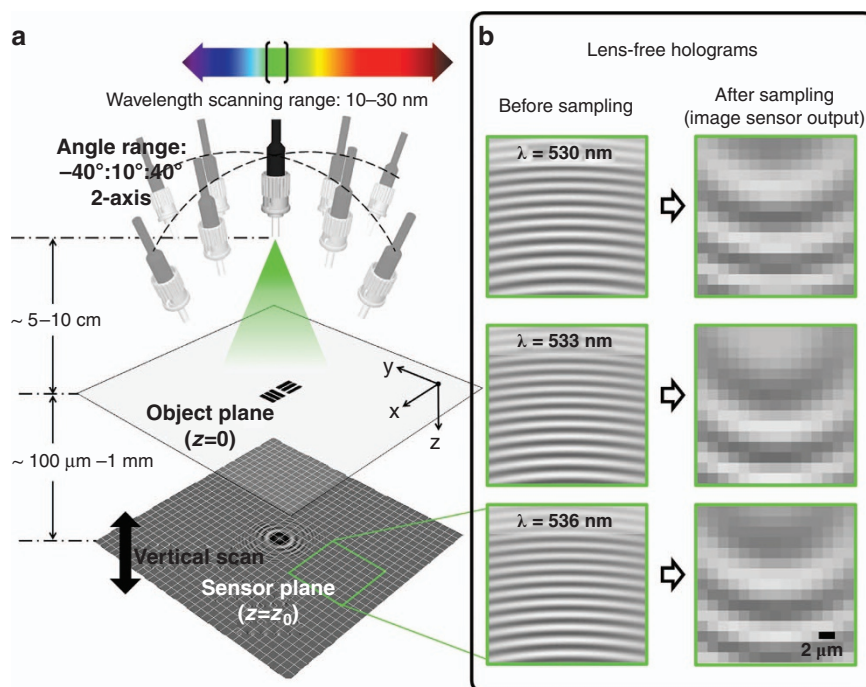 a
Wavelength scanning range: 10–30 nm
Angle range:
–40°:10°:40°
2-axis
~ 5–10 cm
y
x
z
Object plane
(z=0)
~ 100 μm –1 mm
Vertical scan
Sensor plane
(z=z₀)
b
Lens-free holograms
Before sampling
After sampling
(image sensor output)
λ = 530 nm
λ = 533 nm
λ = 536 nm
2 μm